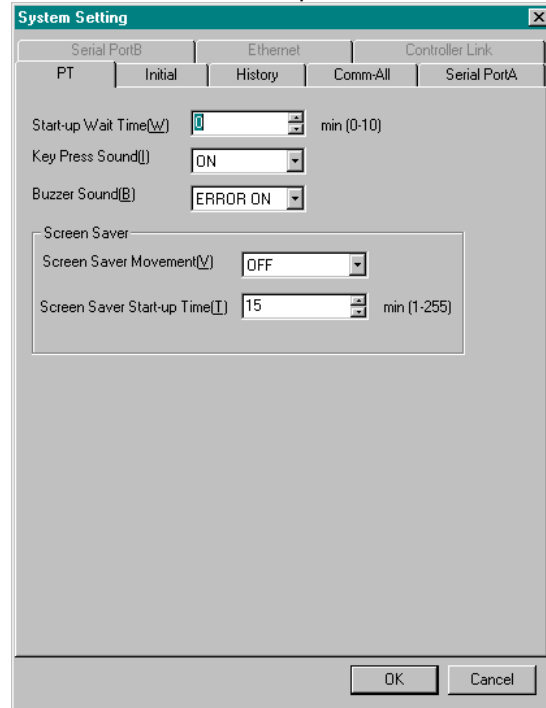 System Setting
Serial PortB Ethernet Controller Link
PT Initial History Comm-All Serial PortA
Start-up Wait Time(W) 0 min (0-10)
Key Press Sound(I) ON
Buzzer Sound(B) ERROR ON
Screen Saver
Screen Saver Movement(V) OFF
Screen Saver Start-up Time(T) 15 min (1-255)
OK Cancel